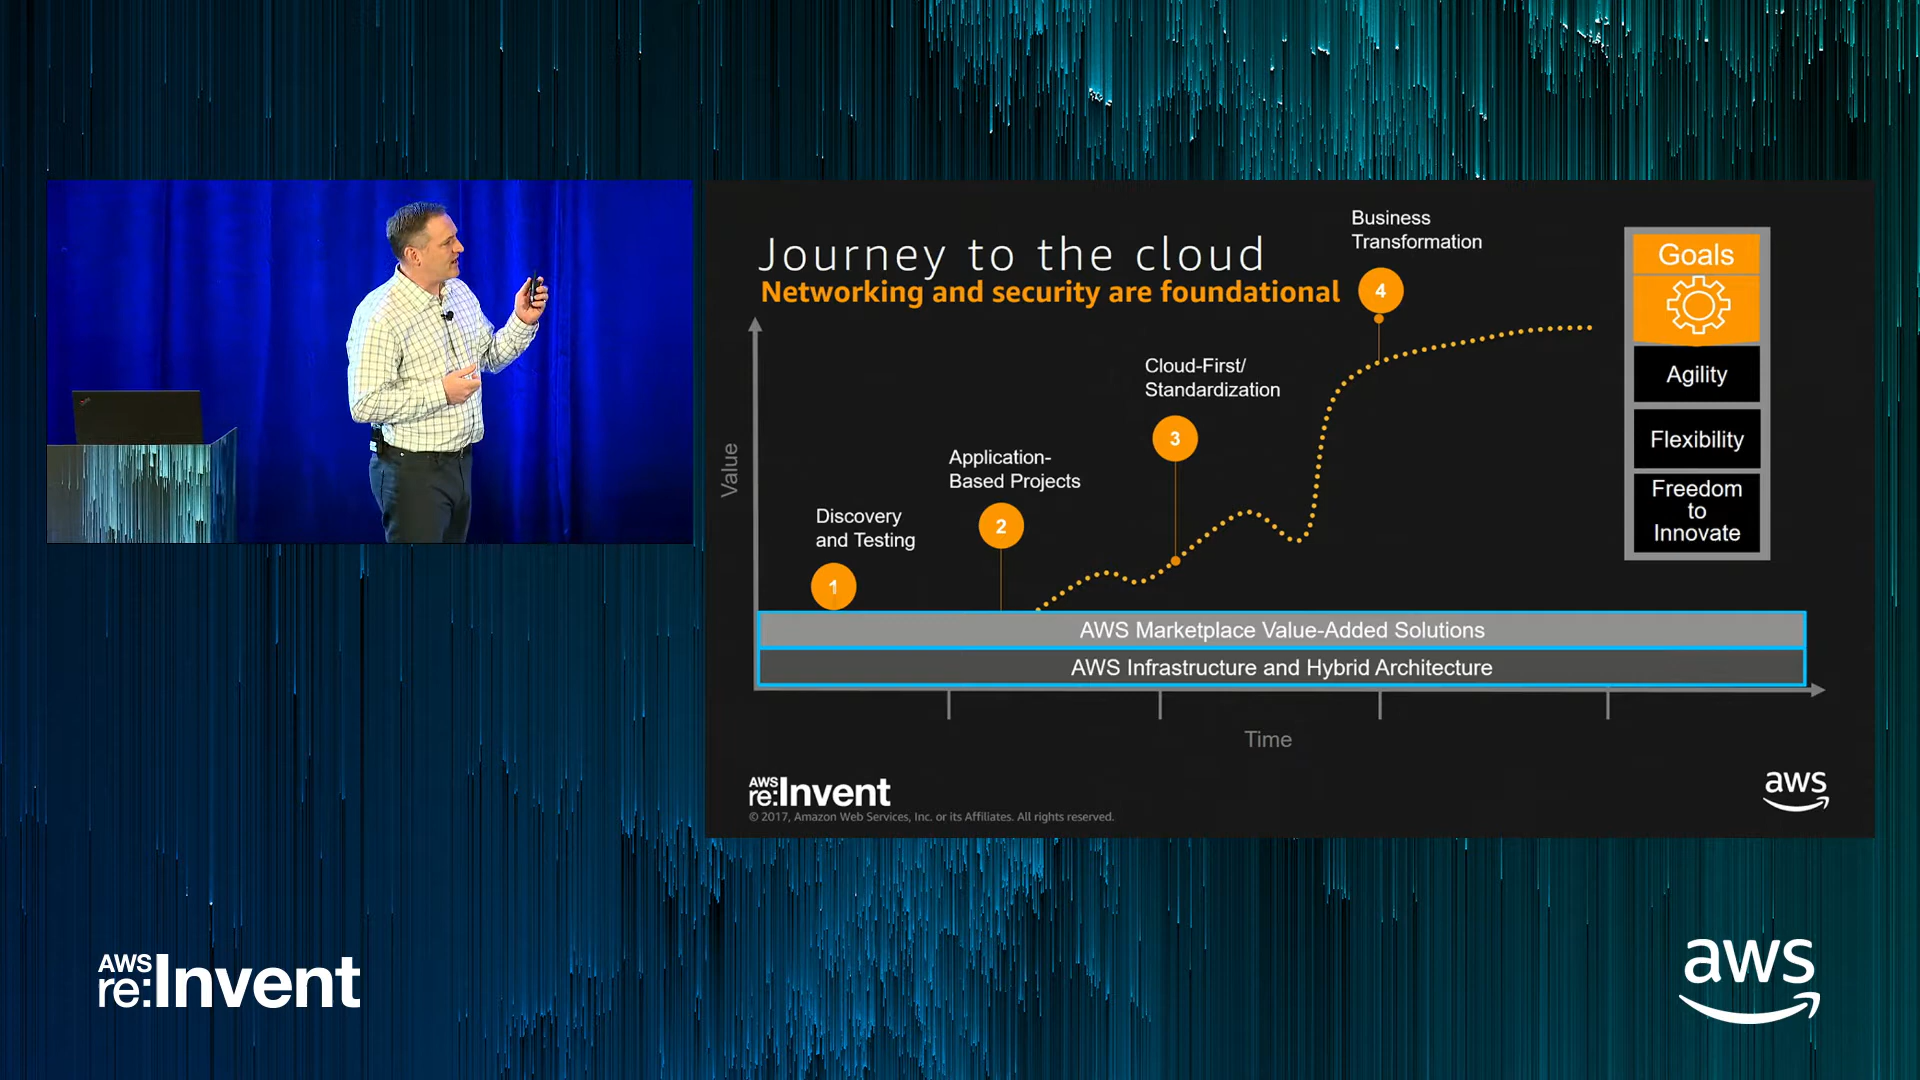 Journey to the cloud
Networking and security are foundational
Business
Transformation
4
Cloud-First/
Standardization
3
Application-
Based Projects
2
Discovery
and Testing
1
Value
Goals
Agility
Flexibility
Freedom
to
Innovate
AWS Marketplace Value-Added Solutions
AWS Infrastructure and Hybrid Architecture
Time
AWS
re:Invent
© 2017, Amazon Web Services, Inc. or its Affiliates. All rights reserved.
aws
AWS
re:Invent
aws